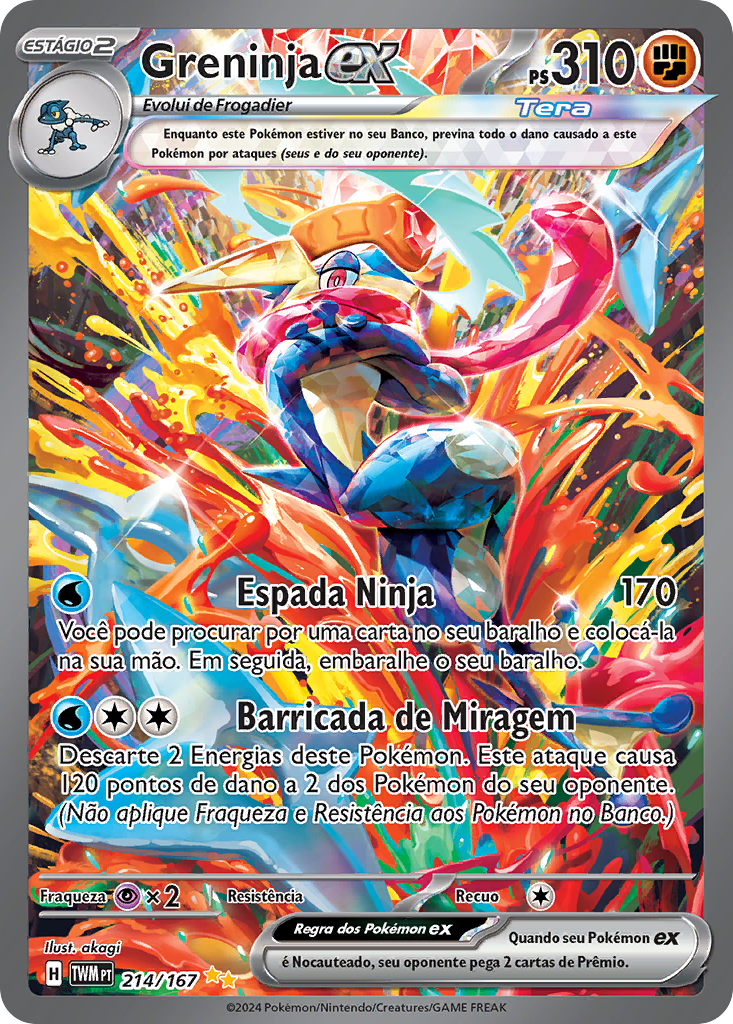 ESTÁGIO 2
Greninja ex
PS 310
Evolui de Frogadier
Tera
Enquanto este Pokémon estiver no seu Banco, previna todo o dano causado a este
Pokémon por ataques (seus e do seu oponente).
Espada Ninja 170
Você pode procurar por uma carta no seu baralho e colocá-la
na sua mão. Em seguida, embaralhe o seu baralho.
Barricada de Miragem
Descarte 2 Energias deste Pokémon. Este ataque causa
120 pontos de dano a 2 dos Pokémon do seu oponente.
(Não aplique Fraqueza e Resistência aos Pokémon no Banco.)
Fraqueza × 2 Resistência Recuo
ilust. akagi
Regra dos Pokémon ex
Quando seu Pokémon ex
é Nocauteado, seu oponente pega 2 cartas de Prêmio.
H TWM PT 214/167
©2024 Pokémon/Nintendo/Creatures/GAME FREAK